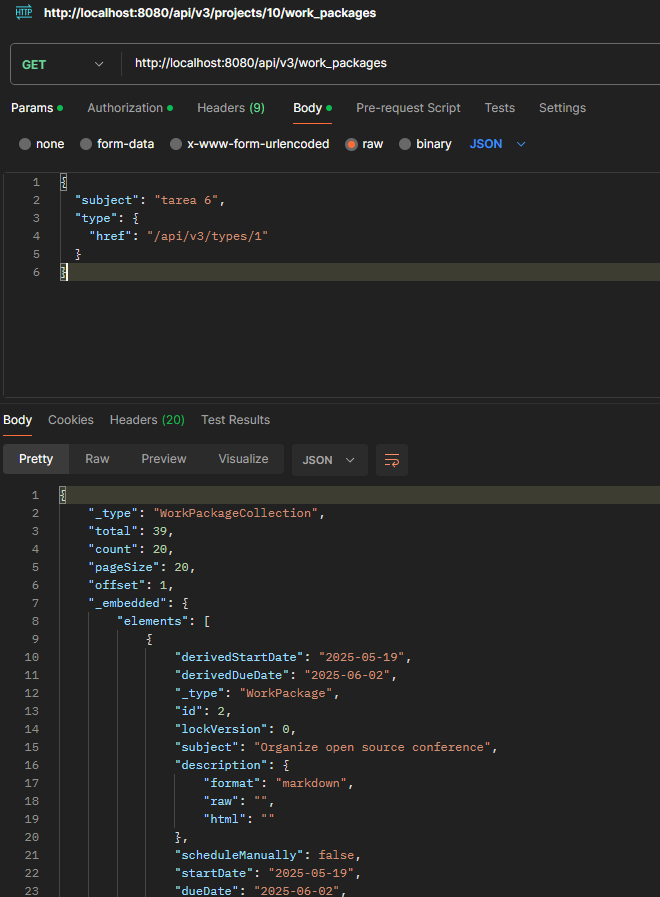 HTTP http://localhost:8080/api/v3/projects/10/work_packages
GET http://localhost:8080/api/v3/work_packages
Params Authorization Headers (9) Body Pre-request Script Tests Settings
none form-data x-www-form-urlencoded raw binary JSON
1 {
2 "subject": "tarea 6",
3 "type": {
4 "href": "/api/v3/types/1"
5 }
6 }
Body Cookies Headers (20) Test Results
Pretty Raw Preview Visualize JSON
1 {
2 "_type": "WorkPackageCollection",
3 "total": 39,
4 "count": 20,
5 "pageSize": 20,
6 "offset": 1,
7 "_embedded": {
8 "elements": [
9 {
10 "derivedStartDate": "2025-05-19",
11 "derivedDueDate": "2025-06-02",
12 "_type": "WorkPackage",
13 "id": 2,
14 "lockVersion": 0,
15 "subject": "Organize open source conference",
16 "description": {
17 "format": "markdown",
18 "raw": "",
19 "html": ""
20 },
21 "scheduleManually": false,
22 "startDate": "2025-05-19",
23 "dueDate": "2025-06-02",